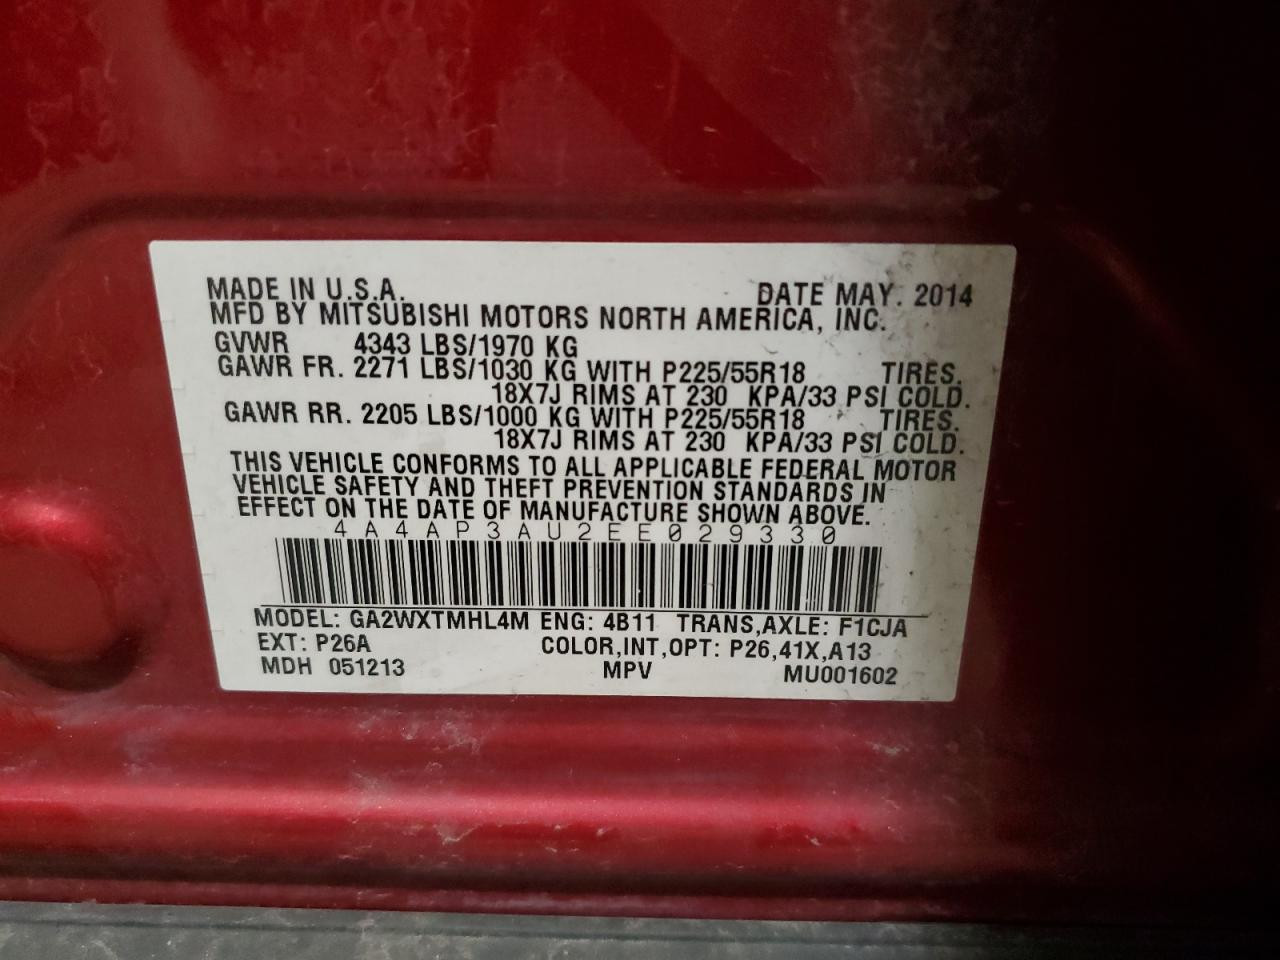 MADE IN U.S.A. DATE MAY. 2014
MFD BY MITSUBISHI MOTORS NORTH AMERICA, INC.
GVWR 4343 LBS/1970 KG
GAWR FR. 2271 LBS/1030 KG WITH P225/55R18 TIRES.
18X7J RIMS AT 230 KPA/33 PSI COLD.
GAWR RR. 2205 LBS/1000 KG WITH P225/55R18 TIRES.
18X7J RIMS AT 230 KPA/33 PSI COLD.
THIS VEHICLE CONFORMS TO ALL APPLICABLE FEDERAL MOTOR
VEHICLE SAFETY AND THEFT PREVENTION STANDARDS IN
EFFECT ON THE DATE OF MANUFACTURE SHOWN ABOVE.
4A4AP3AU2EE029330
MODEL: GA2WXTMHL4M ENG: 4B11 TRANS,AXLE: F1CJA
EXT: P26A COLOR,INT,OPT: P26,41X,A13
MDH 051213 MPV MU001602